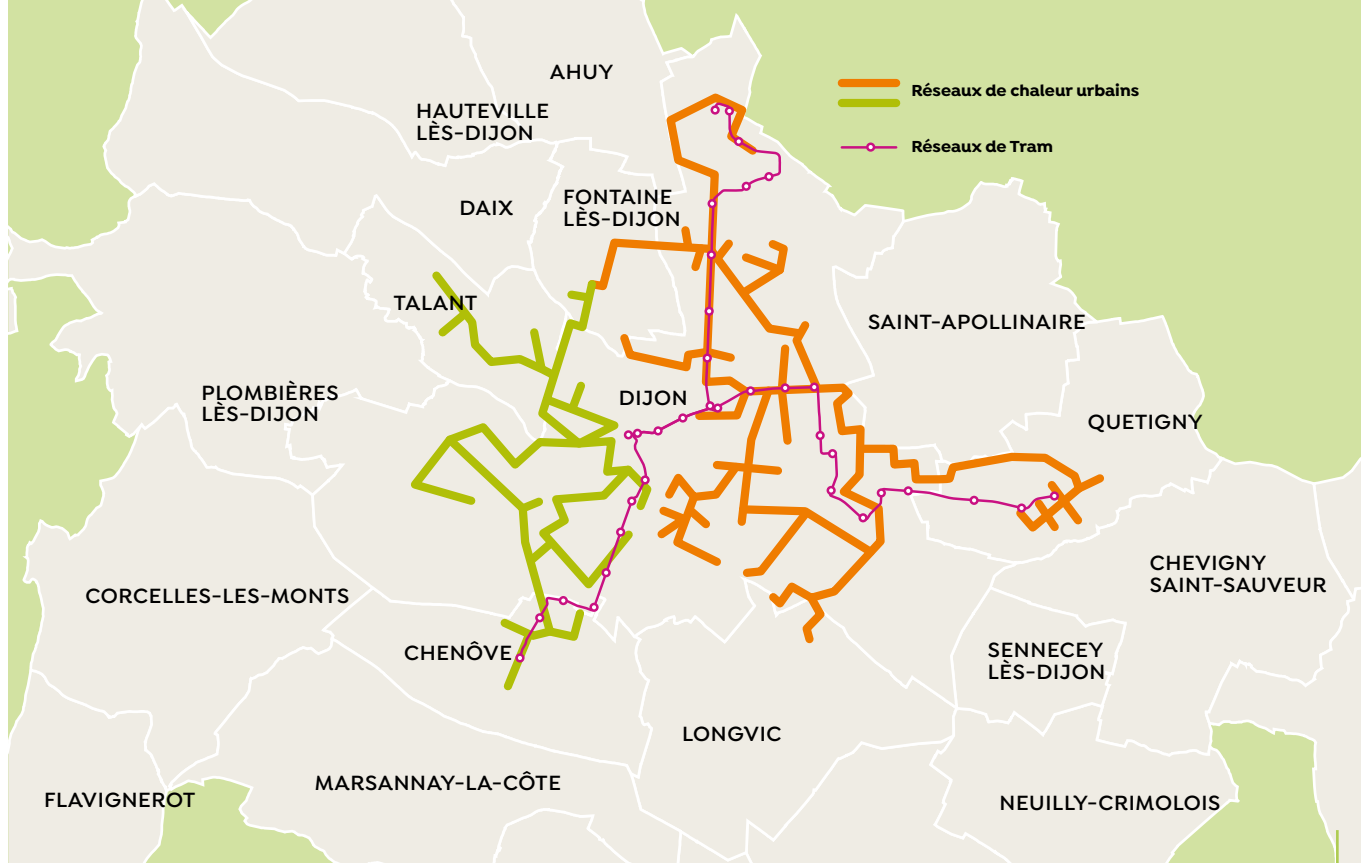 AHUY
Réseaux de chaleur urbains
HAUTEVILLE
LÈS-DIJON
Réseaux de Tram
FONTAINE
LÈS-DIJON
DAIX
TALANT
SAINT-APOLLINAIRE
PLOMBIÈRES
LÈS-DIJON
DIJON
QUETIGNY
CHEVIGNY
SAINT-SAUVEUR
CORCELLES-LES-MONTS
CHENÔVE
SENNECEY
LÈS-DIJON
LONGVIC
MARSANNAY-LA-CÔTE
FLAVIGNEROT
NEUILLY-CRIMOLOIS